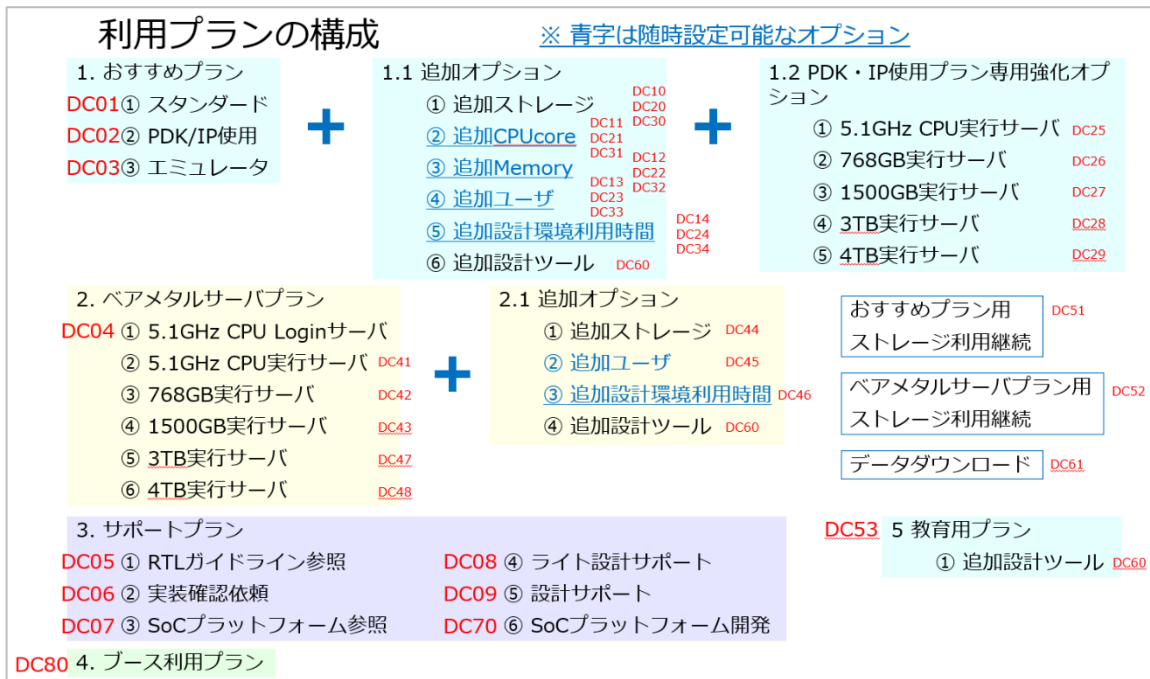 利用プランの構成
※ 青字は随時設定可能なオプション
1. おすすめプラン
DC01① スタンダード
DC02② PDK/IP使用
DC03③ エミュレータ
+
1.1 追加オプション
① 追加ストレージ DC10 DC20 DC30
② 追加CPUcore DC11 DC21 DC31
③ 追加Memory DC12 DC22 DC32
④ 追加ユーザ DC13 DC23 DC33
⑤ 追加設計環境利用時間 DC14 DC24 DC34
⑥ 追加設計ツール DC60
+
1.2 PDK・IP使用プラン専用強化オプ
ション
① 5.1GHz CPU実行サーバ DC25
② 768GB実行サーバ DC26
③ 1500GB実行サーバ DC27
④ 3TB実行サーバ DC28
⑤ 4TB実行サーバ DC29
2. ベアメタルサーバプラン
DC04 ① 5.1GHz CPU Loginサーバ
② 5.1GHz CPU実行サーバ DC41
③ 768GB実行サーバ DC42
④ 1500GB実行サーバ DC43
⑤ 3TB実行サーバ DC47
⑥ 4TB実行サーバ DC48
+
2.1 追加オプション
① 追加ストレージ DC44
② 追加ユーザ DC45
③ 追加設計環境利用時間 DC46
④ 追加設計ツール DC60
おすすめプラン用 DC51
ストレージ利用継続
ベアメタルサーバプラン用 DC52
ストレージ利用継続
データダウンロード DC61
3. サポートプラン
DC05 ① RTLガイドライン参照
DC06 ② 実装確認依頼
DC07 ③ SoCプラットフォーム参照
DC08 ④ ライト設計サポート
DC09 ⑤ 設計サポート
DC70 ⑥ SoCプラットフォーム開発
DC53 5 教育用プラン
① 追加設計ツール DC60
DC80 4. ブース利用プラン